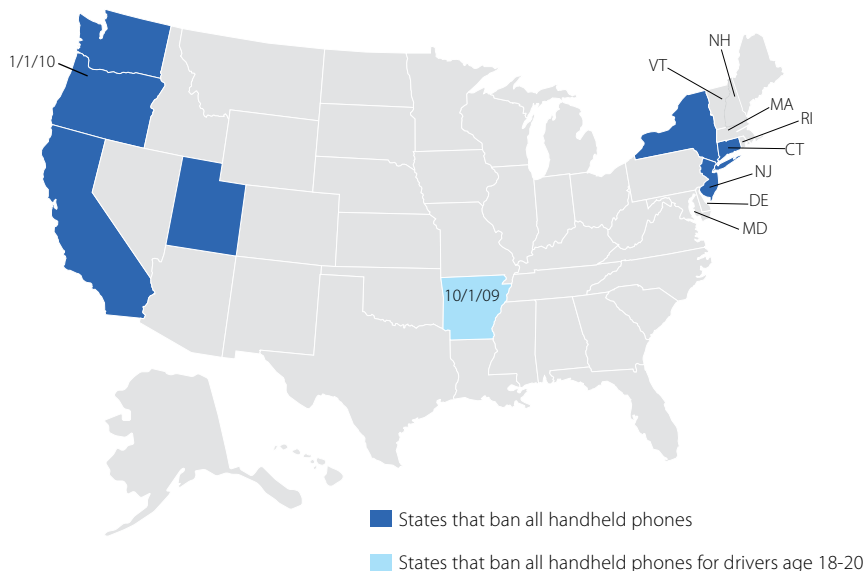 NH
1/1/10
VT
MA
RI
CT
NJ
DE
MD
10/1/09
States that ban all handheld phones
States that ban all handheld phones for drivers age 18-20